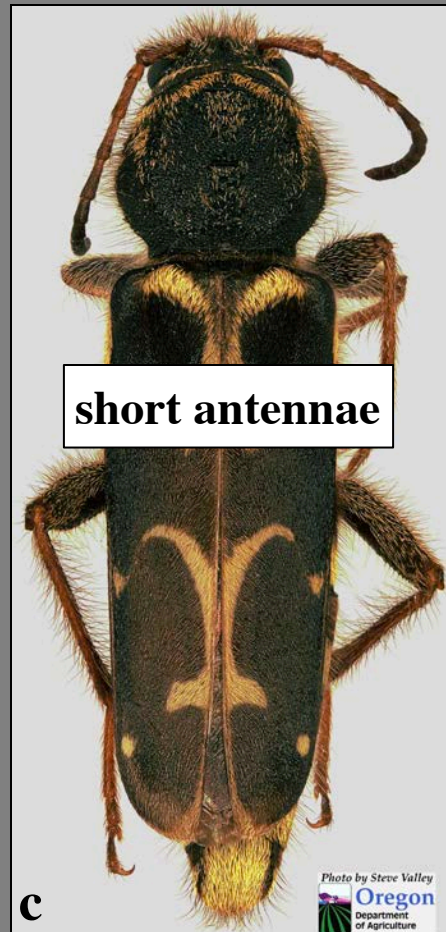 short antennae
c
Photo by Steve Valley
Oregon
Department
of Agriculture